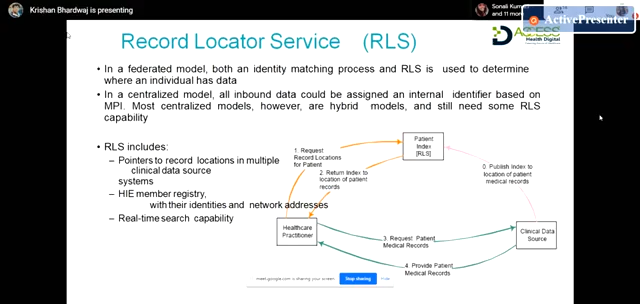 Krishan Bhardwaj is presenting
Sonali Kumar
and 11 more
ActivePresenter
Record Locator Service (RLS)
ACCESS
Health Digital
• In a federated model, both an identity matching process and RLS is used to determine
where an individual has data
• In a centralized model, all inbound data could be assigned an internal identifier based on
MPI. Most centralized models, however, are hybrid models, and still need some RLS
capability
• RLS includes:
– Pointers to record locations in multiple
clinical data source
systems
– HIE member registry,
with their identities and network addresses
– Real-time search capability
1. Request
Record Locations
for Patient
Patient
Index
[RLS]
2. Return Index to
location of patient
records
0. Publish Index to
location of patient
medical records
Healthcare
Practitioner
3. Request Patient
Medical Records
Clinical Data
Source
4. Provide Patient
Medical Records
meet.google.com is sharing your screen.
Stop sharing
Hide